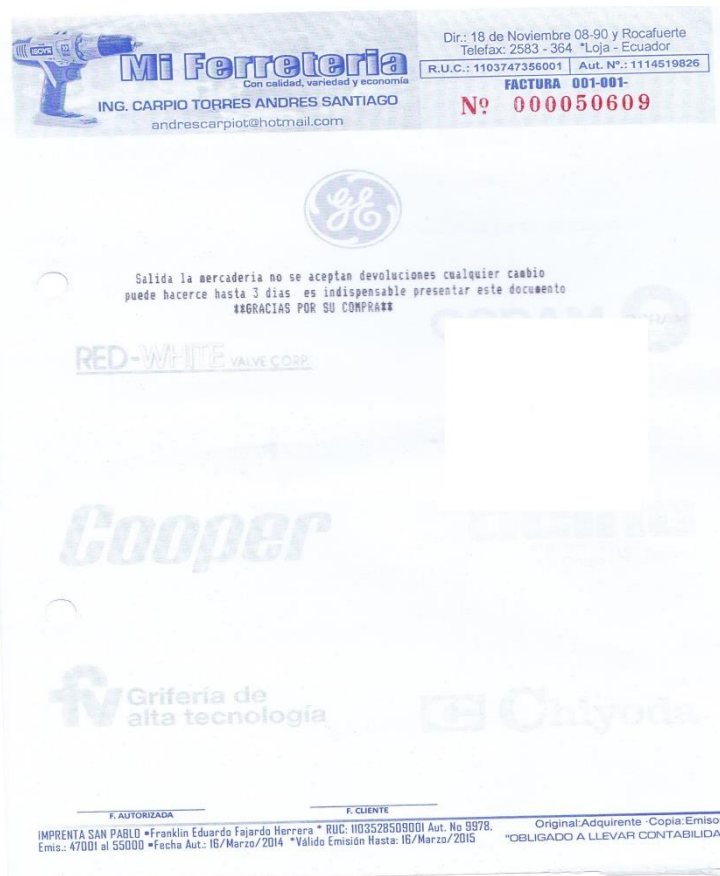 Mi Ferreteria
Con calidad, variedad y economía
ING. CARPIO TORRES ANDRES SANTIAGO
andrescarpiot@hotmail.com
Dir.: 18 de Noviembre 08-90 y Rocafuerte
Telefax: 2583 - 364 *Loja - Ecuador
R.U.C.: 1103747356001 Aut. Nº.: 1114519826
FACTURA 001-001-
Nº 000050609
GE
Salida la mercaderia no se aceptan devoluciones cualquier cambio
puede hacerce hasta 3 dias es indispensable presentar este documento
**GRACIAS POR SU COMPRA**
RED-WHITE VALVE CORP.
Cooper
fv Grifería de
alta tecnología
Chiyoda
F. AUTORIZADA
F. CLIENTE
IMPRENTA SAN PABLO *Franklin Eduardo Fajardo Herrera * RUC: 1103528509001 Aut. No 9978.
Emis.: 47001 al 55000 *Fecha Aut.: 16/Marzo/2014 *Válido Emisión Hasta: 16/Marzo/2015
Original:Adquirente -Copia:Emiso
"OBLIGADO A LLEVAR CONTABILIDA